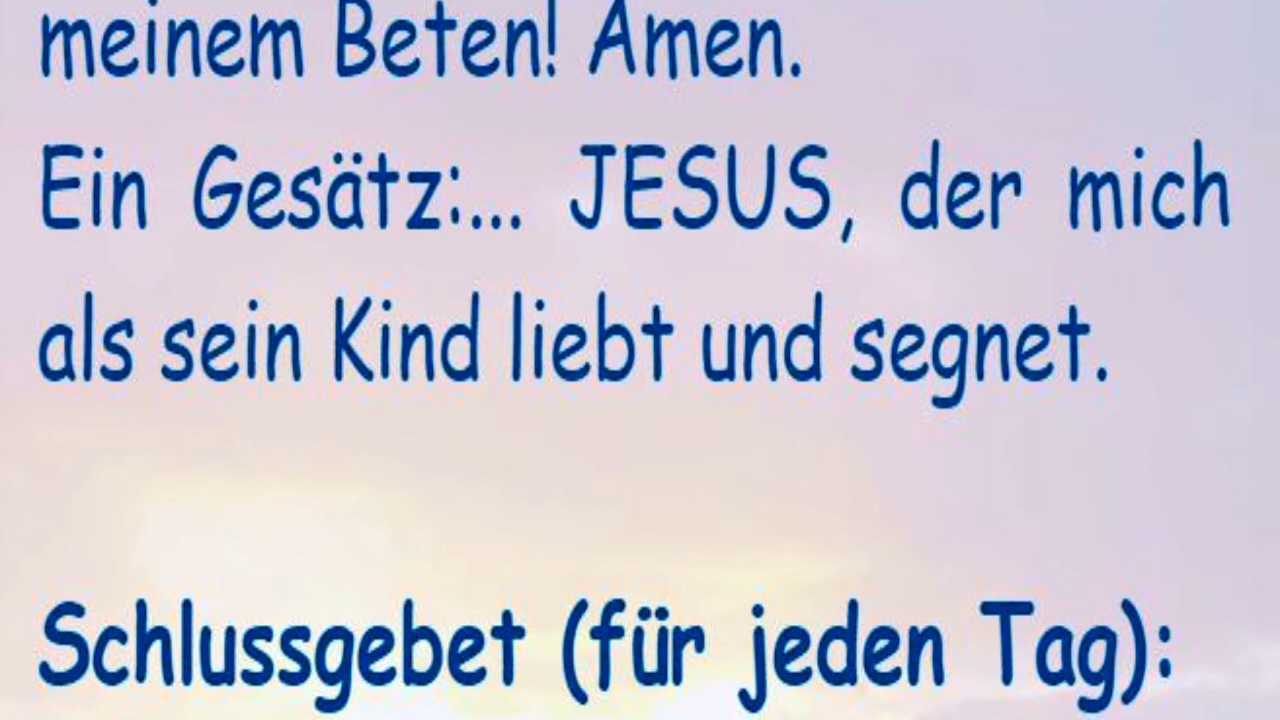 meinem Beten! Amen.
Ein Gesätz:... JESUS, der mich
als sein Kind liebt und segnet.
Schlussgebet (für jeden Tag):